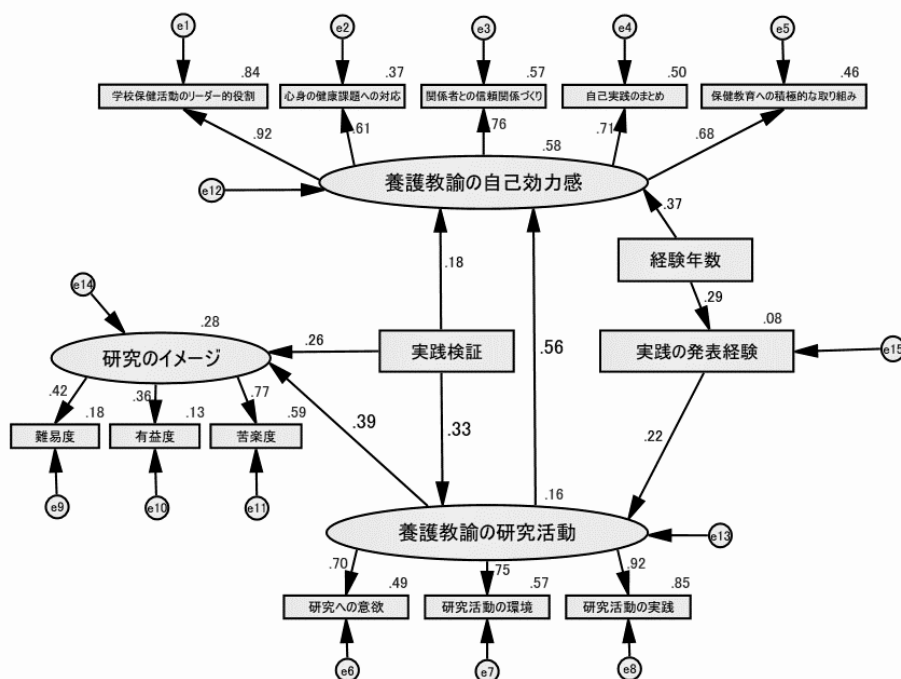 e1
e2
e3
e4
e5
.84
.37
.57
.50
.46
学校保健活動のリーダー的役割
心身の健康課題への対応
関係者との信頼関係づくり
自己実践のまとめ
保健教育への積極的な取り組み
.92
.61
.76
.71
.68
.58
e12
養護教諭の自己効力感
.37
.18
経験年数
e14
.29
.28
.08
.26
研究のイメージ
実践検証
.56
実践の発表経験
e15
.42
.36
.77
.18
.13
.59
.39
.33
.22
難易度
有益度
苦楽度
e9
e10
e11
.16
養護教諭の研究活動
e13
.70
.75
.92
.49
.57
.85
研究への意欲
研究活動の環境
研究活動の実践
e6
e7
e8